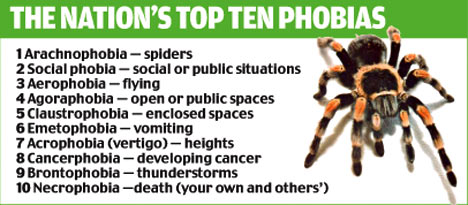 THE NATION'S TOP TEN PHOBIAS
1 Arachnophobia — spiders
2 Social phobia — social or public situations
3 Aerophobia — flying
4 Agoraphobia — open or public spaces
5 Claustrophobia — enclosed spaces
6 Emetophobia — vomiting
7 Acrophobia (vertigo) — heights
8 Cancerphobia — developing cancer
9 Brontophobia — thunderstorms
10 Necrophobia —death (your own and others')